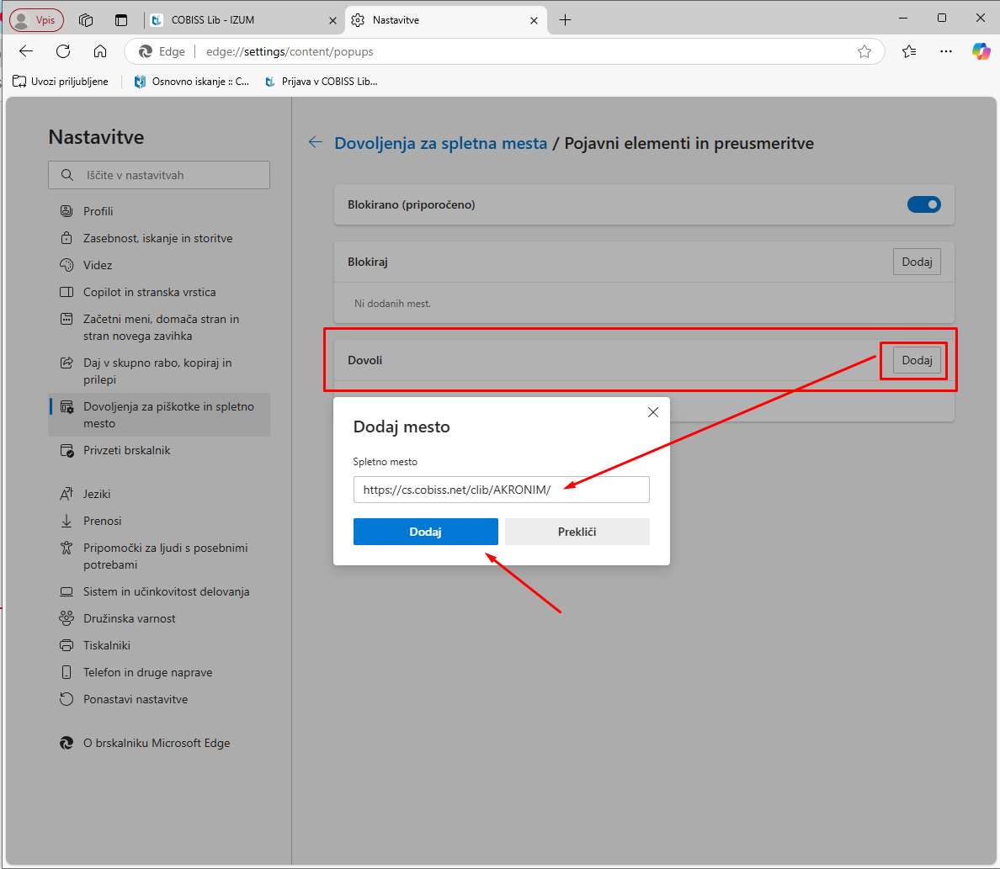 Vpis
COBISS Lib - IZUM
Nastavitve
Edge
edge://settings/content/popups
Uvozi priljubljene
Osnovno iskanje :: C...
Prijava v COBISS Lib...
Nastavitve
Iščite v nastavitvah
Profili
Zasebnost, iskanje in storitve
Videz
Copilot in stranska vrstica
Začetni meni, domača stran in
stran novega zavihka
Daj v skupno rabo, kopiraj in
prilepi
Dovoljenja za piškotke in spletno
mesto
Privzeti brskalnik
Jeziki
Prenosi
Pripomočki za ljudi s posebnimi
potrebami
Sistem in učinkovitost delovanja
Družinska varnost
Tiskalniki
Telefon in druge naprave
Ponastavi nastavitve
O brskalniku Microsoft Edge
Dovoljenja za spletna mesta / Pojavni elementi in preusmeritve
Blokirano (priporočeno)
Blokiraj
Dodaj
Ni dodanih mest.
Dovoli
Dodaj
Dodaj mesto
Spletno mesto
https://cs.cobiss.net/clib/AKRONIM/
Dodaj
Prekliči